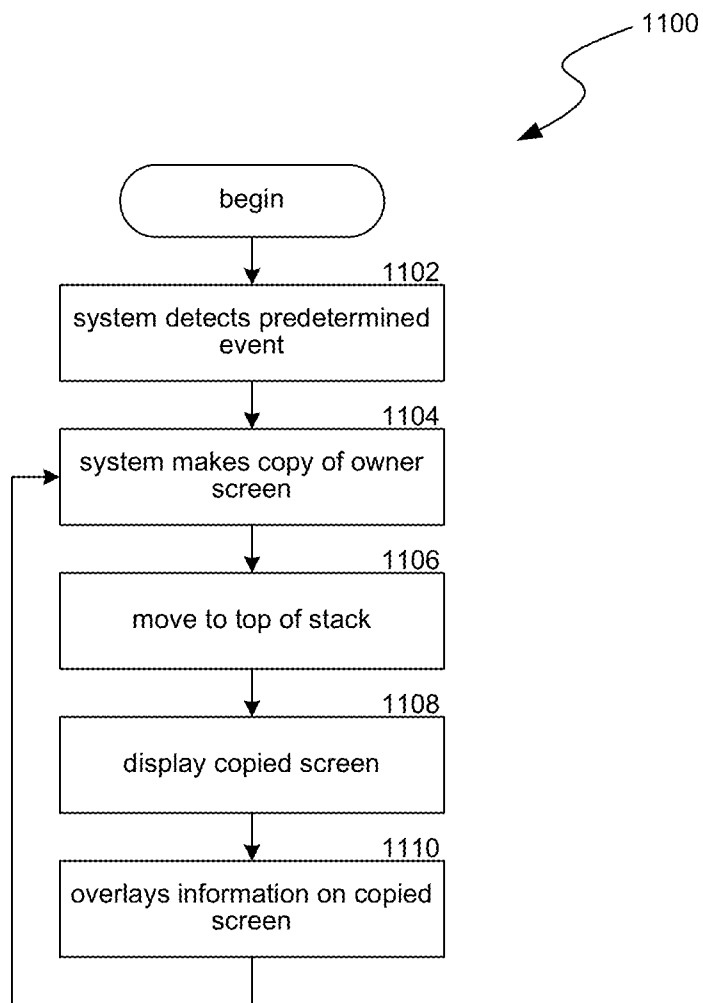 1100
begin
1102
system detects predetermined
event
1104
system makes copy of owner
screen
1106
move to top of stack
1108
display copied screen
1110
overlays information on copied
screen